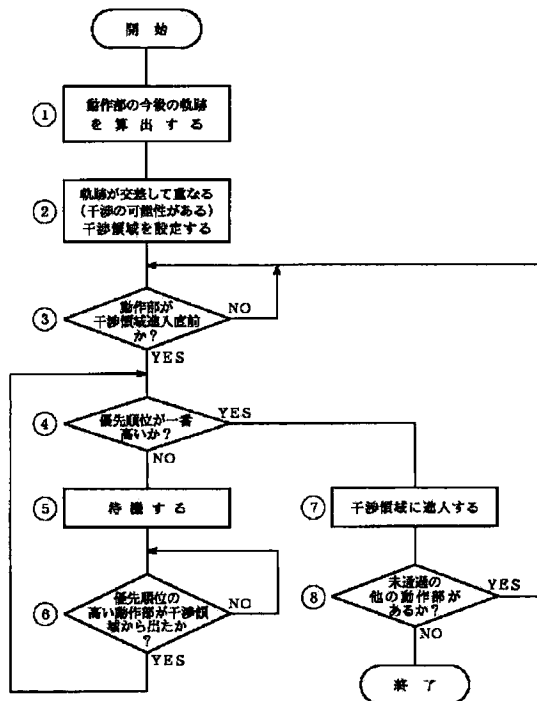 開 始
①
動作部の今後の軌跡
を 算 出 す る
②
軌跡が交差して重なる
(干渉の可能性がある)
干渉領域を設定する
③
動作部が
干渉領域進入直前
か？
NO
YES
④
優先順位が一番
高いか？
YES
NO
⑤
待 機 す る
⑥
優先順位の
高い動作部が干渉領
域から出たか
？
NO
YES
⑦
干渉領域に進入する
⑧
未通過の
他の動作部が
あるか？
YES
NO
終 了